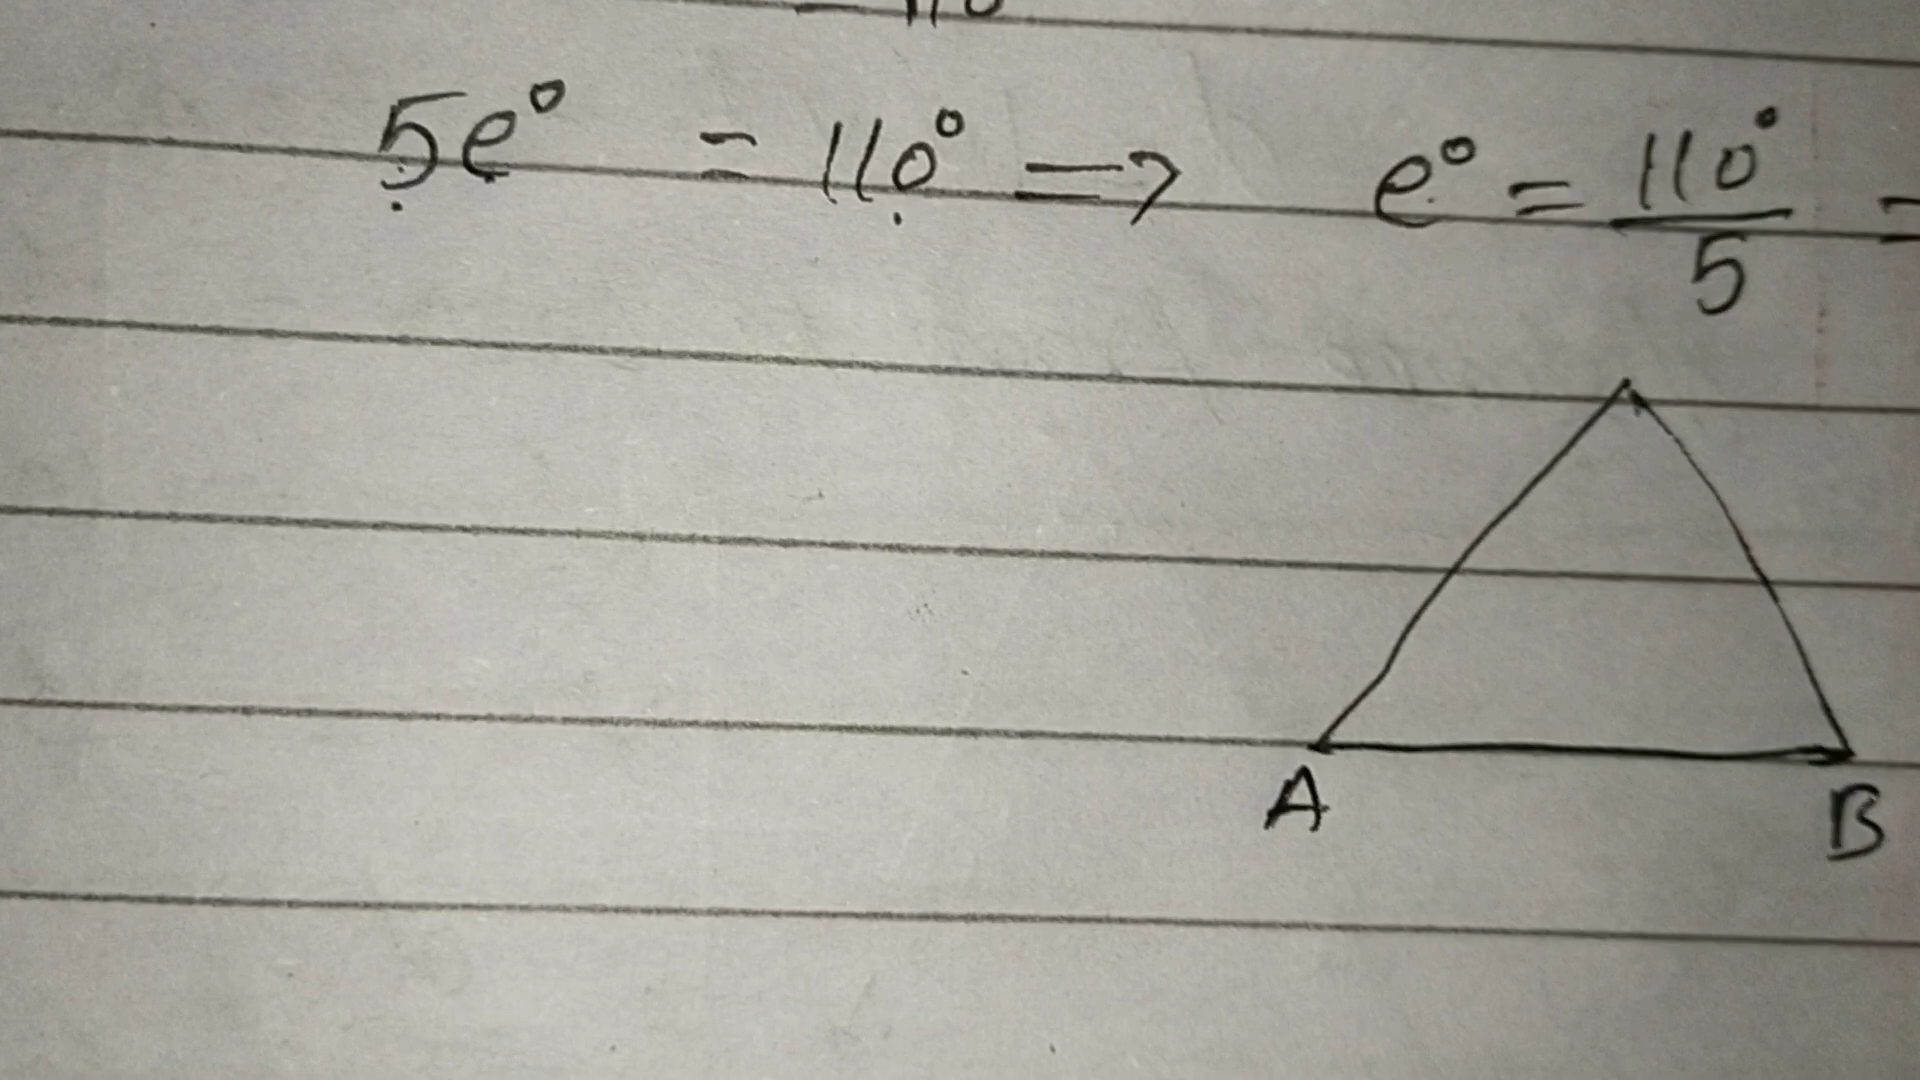 5e° = 110° => e° = 110°/5 =
A
B